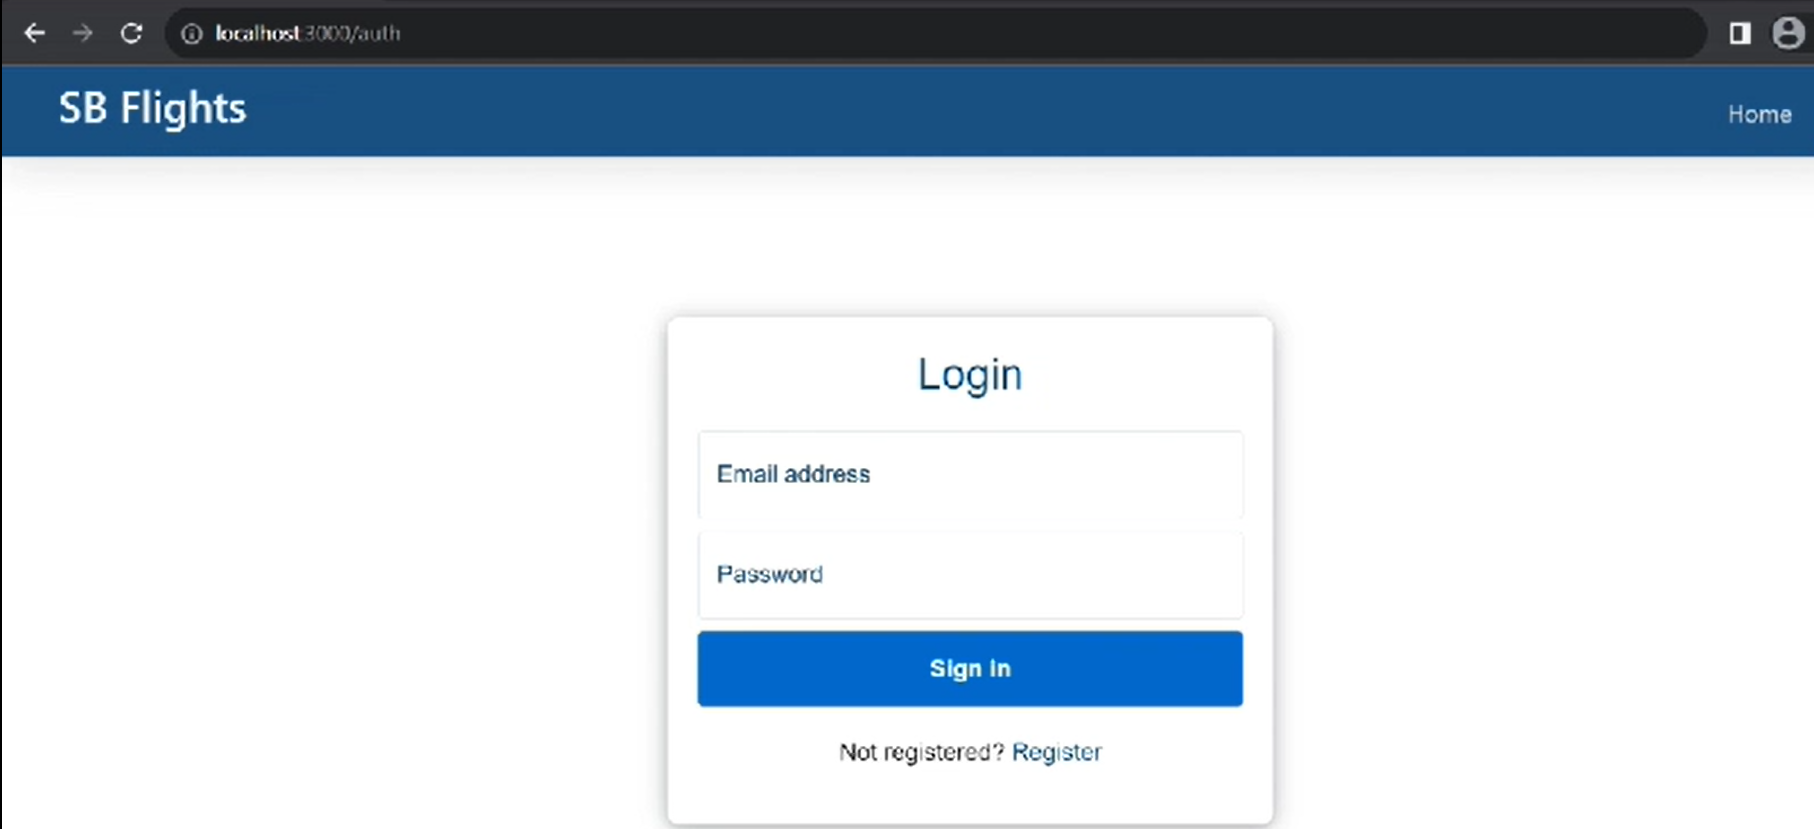 localhost:3000/auth
SB Flights
Home
Login
Email address
Password
Sign in
Not registered? Register